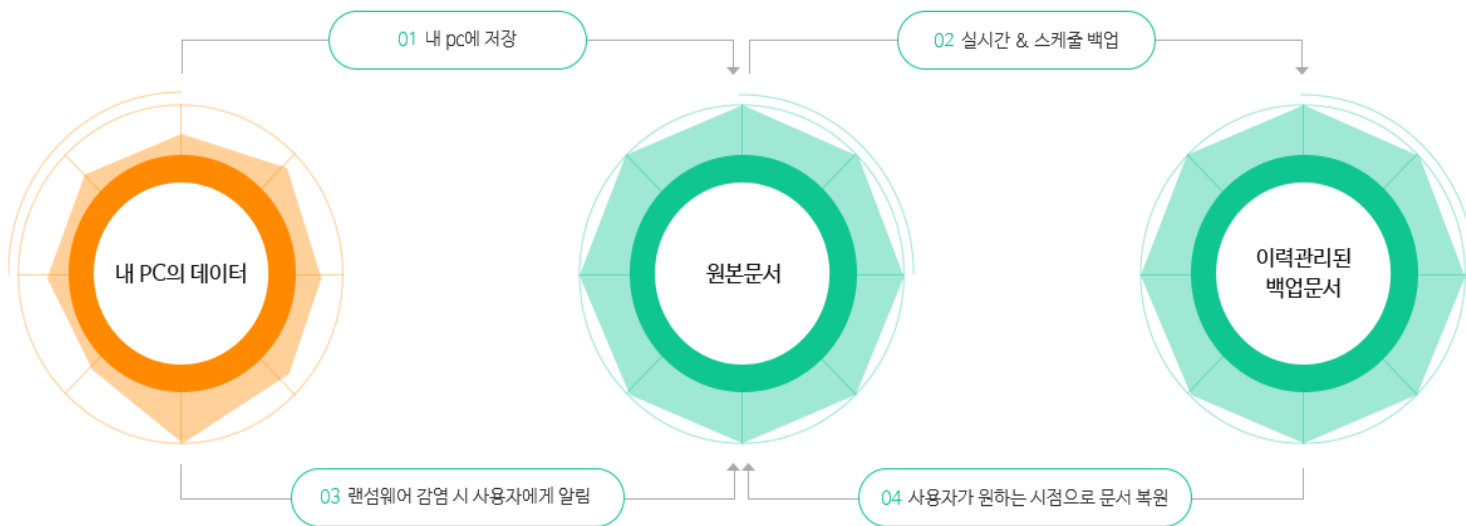 01 내 pc에 저장
02 실시간 & 스케줄 백업
내 PC의 데이터
원본문서
이력관리된
백업문서
03 랜섬웨어 감염 시 사용자에게 알림
04 사용자가 원하는 시점으로 문서 복원